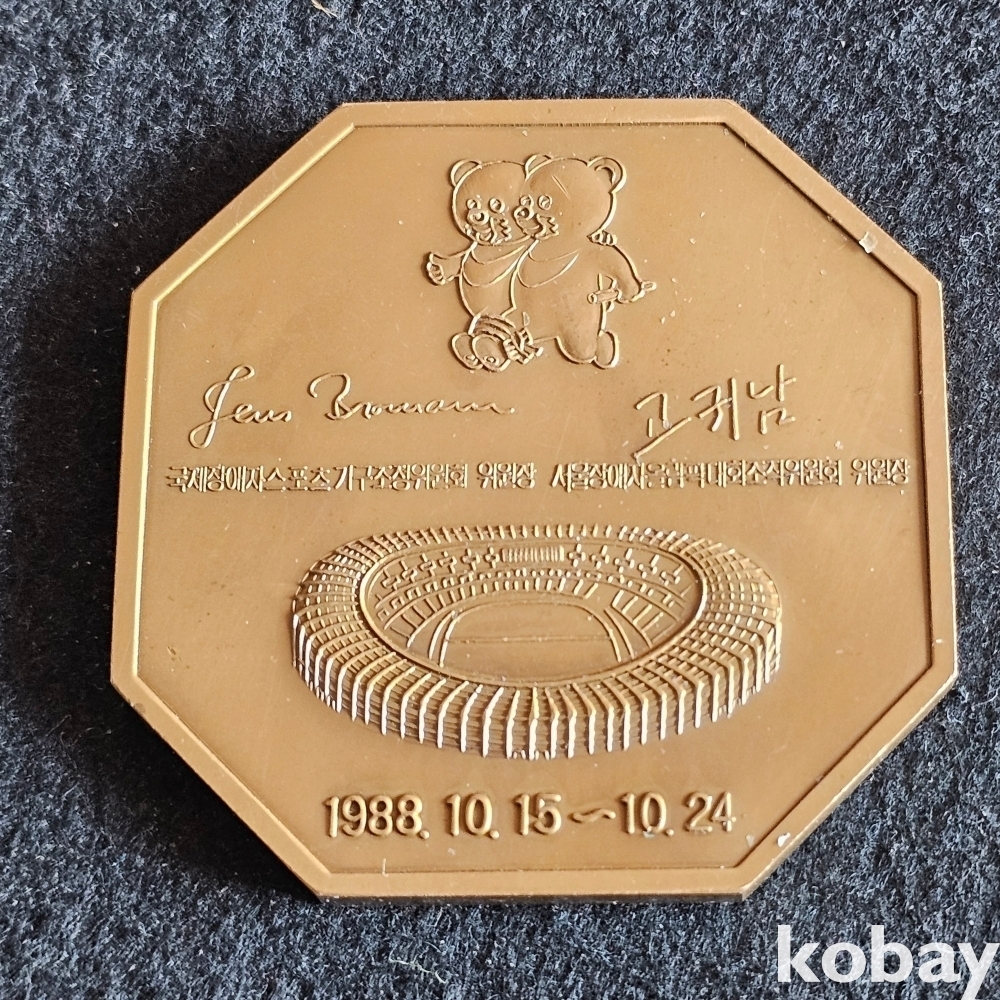 Jens Bromann
고귀남
국제장애자스포츠기구조정위원회 위원장
서울장애자올림픽대회조직위원회 위원장
1988. 10. 15~10. 24
kobay